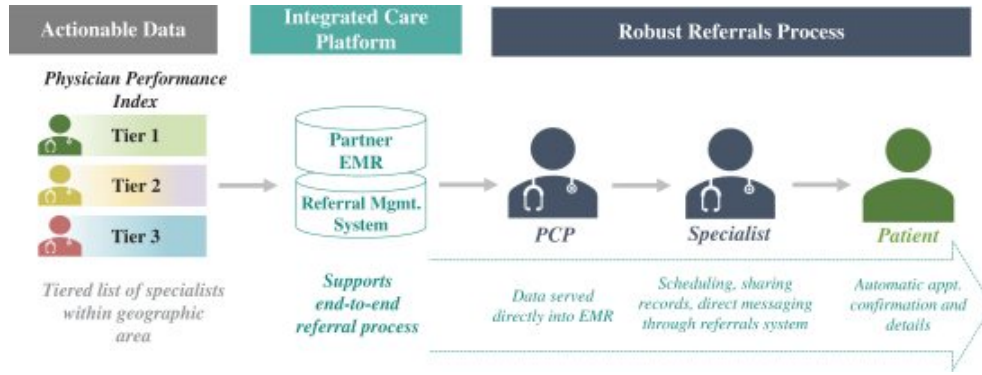 Actionable Data
Integrated Care
Platform
Robust Referrals Process
Physician Performance
Index
Tier 1
Tier 2
Tier 3
Tiered list of specialists
within geographic
area
Partner
EMR
Referral Mgmt.
System
Supports
end-to-end
referral process
PCP
Specialist
Patient
Data served
directly into EMR
Scheduling, sharing
records, direct messaging
through referrals system
Automatic appt.
confirmation and
details